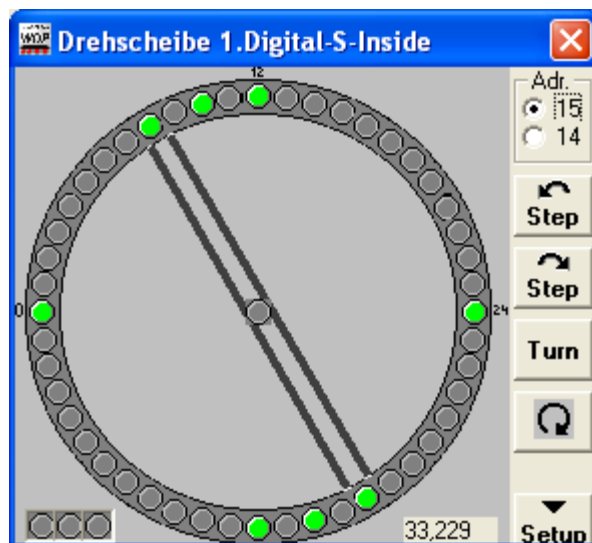 Drehscheibe 1.Digital-S-Inside
12
Adr.
15
14
Step
0
24
Step
Turn
33,229
Setup